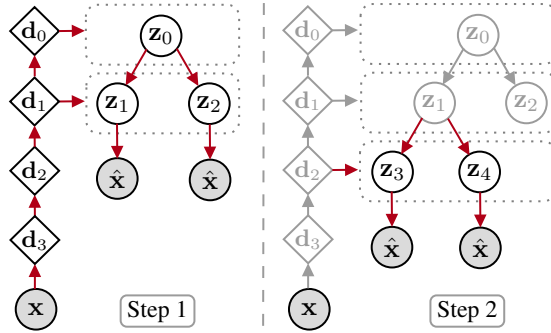 d₀ z₀
d₁ z₁ z₂
d₂ x̂ x̂
d₃
x Step 1
d₀ z₀
d₁ z₁ z₂
d₂ z₃ z₄
d₃ x̂ x̂
x Step 2